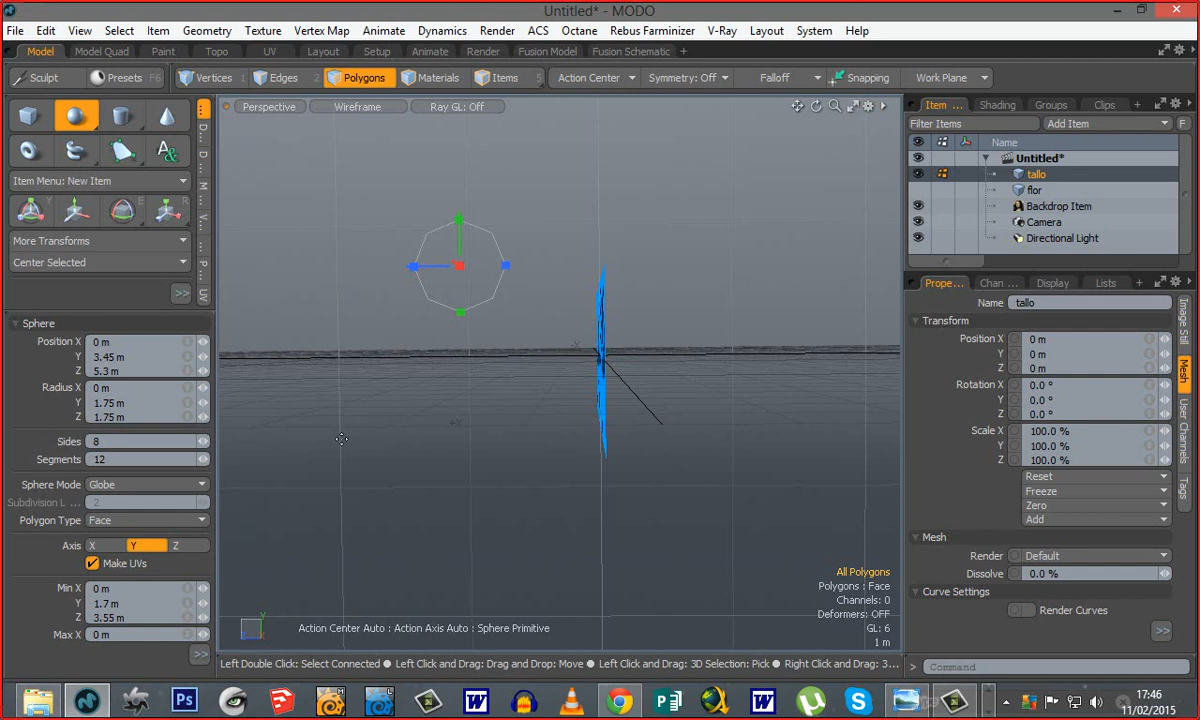 Untitled* - MODO
File Edit View Select Item Geometry Texture Vertex Map Animate Dynamics Render ACS Octane Rebus Farminizer V-Ray Layout System Help
Model Model Quad Paint Topo UV Layout Setup Animate Render Fusion Model Fusion Schematic +
Sculpt Presets F6 Vertices 1 Edges 2 Polygons Materials Items 5 Action Center Symmetry: Off Falloff Snapping Work Plane
Perspective Wireframe Ray GL: Off
Item Menu: New Item
More Transforms
Center Selected
>>
Sphere
Position X 0 m
Y 3.45 m
Z 5.3 m
Radius X 0 m
Y 1.75 m
Z 1.75 m
Sides 8
Segments 12
Sphere Mode Globe
Subdivision L ... 2
Polygon Type Face
Axis X Y Z
Make UVs
Min X 0 m
Y 1.7 m
Z 3.55 m
Max X 0 m
>>
All Polygons
Polygons : Face
Channels: 0
Deformers: OFF
GL: 6
1 m
Action Center Auto : Action Axis Auto : Sphere Primitive
Left Double Click: Select Connected ● Left Click and Drag: Drag and Drop: Move ● Left Click and Drag: 3D Selection: Pick ● Right Click and Drag: 3...
Item ... Shading Groups Clips +
Filter Items Add Item F
Name
Untitled*
tallo
flor
Backdrop Item
Camera
Directional Light
Prope... Chan ... Display Lists +
Name tallo
Transform
Position X 0 m
Y 0 m
Z 0 m
Rotation X 0.0 °
Y 0.0 °
Z 0.0 °
Scale X 100.0 %
Y 100.0 %
Z 100.0 %
Reset
Freeze
Zero
Add
Mesh
Render Default
Dissolve 0.0 %
Curve Settings
Render Curves
>>
Image Still
Mesh
User Channels
Tags
> Command
17:46
11/02/2015